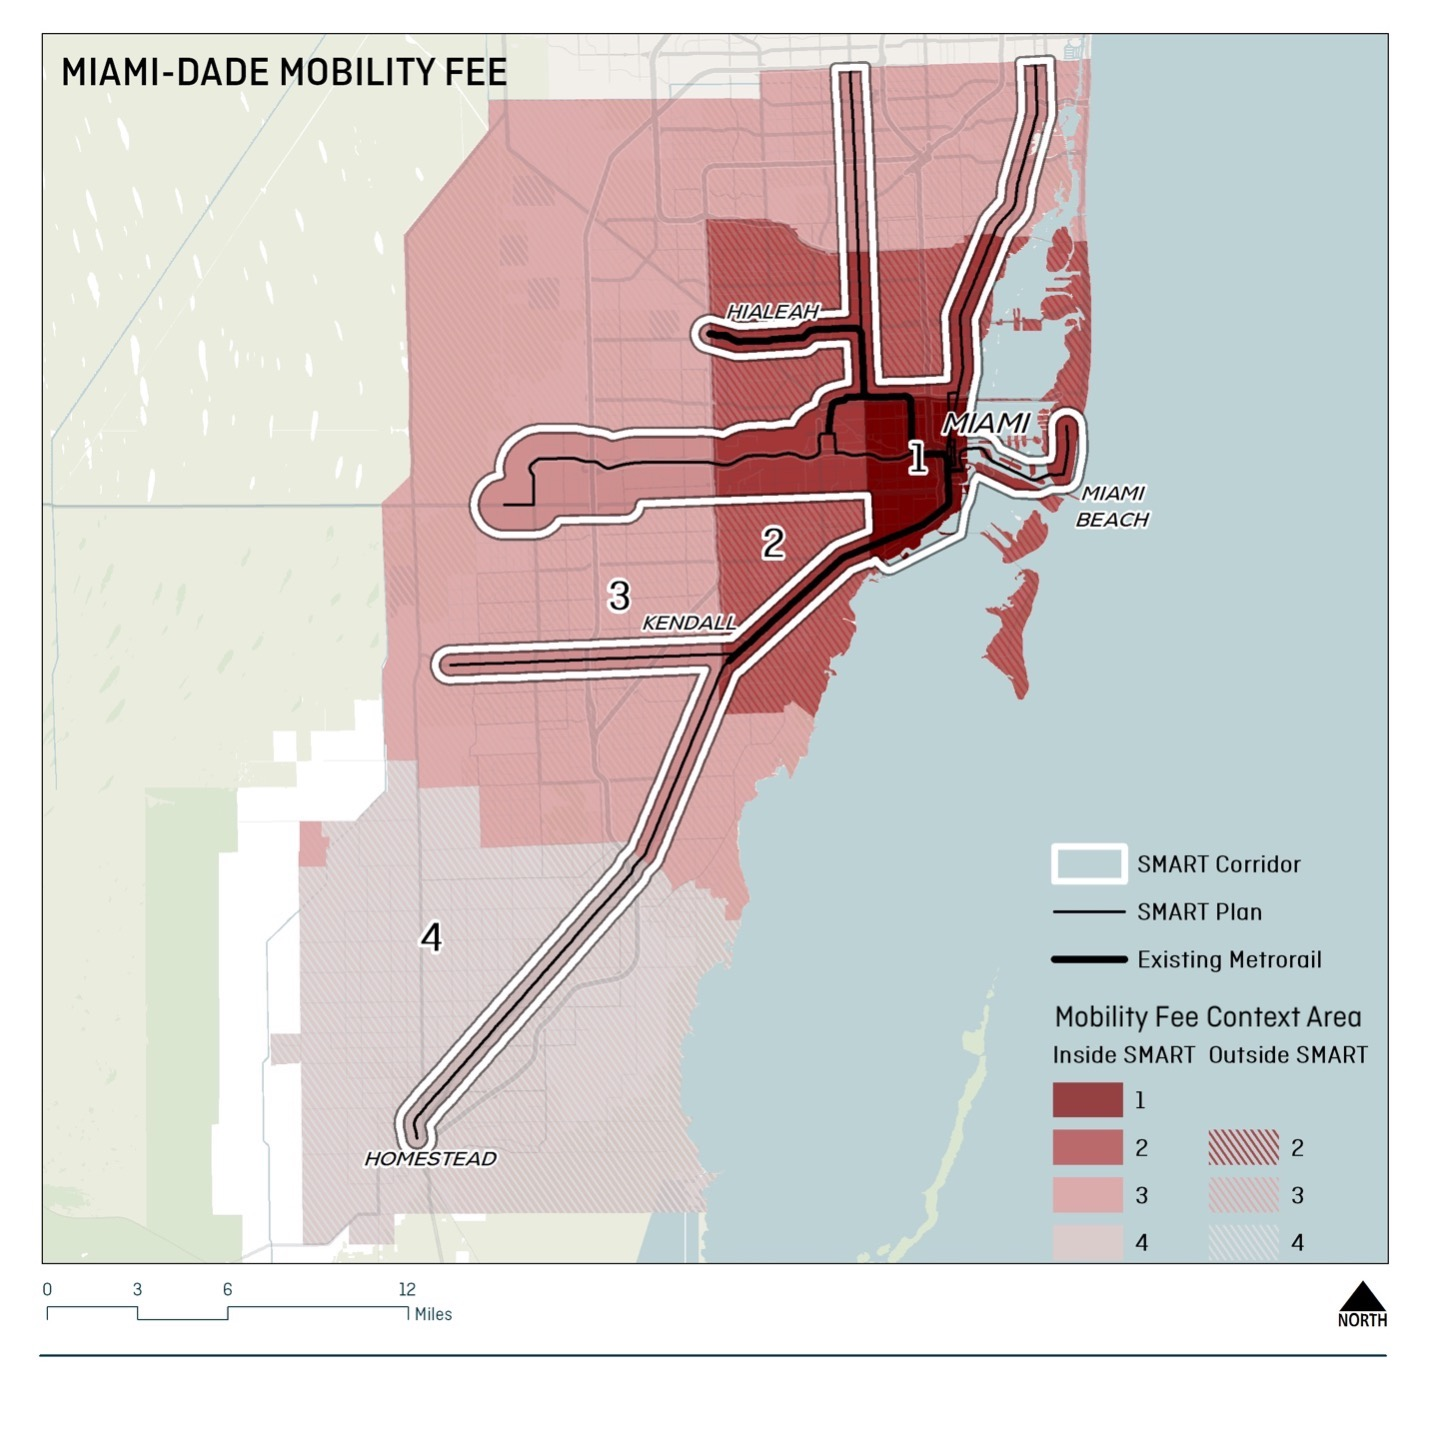 MIAMI-DADE MOBILITY FEE
HIALEAH
MIAMI
1
MIAMI
BEACH
2
3
KENDALL
4
HOMESTEAD
SMART Corridor
SMART Plan
Existing Metrorail
Mobility Fee Context Area
Inside SMART Outside SMART
1
2 2
3 3
4 4
0 3 6 12
Miles
NORTH